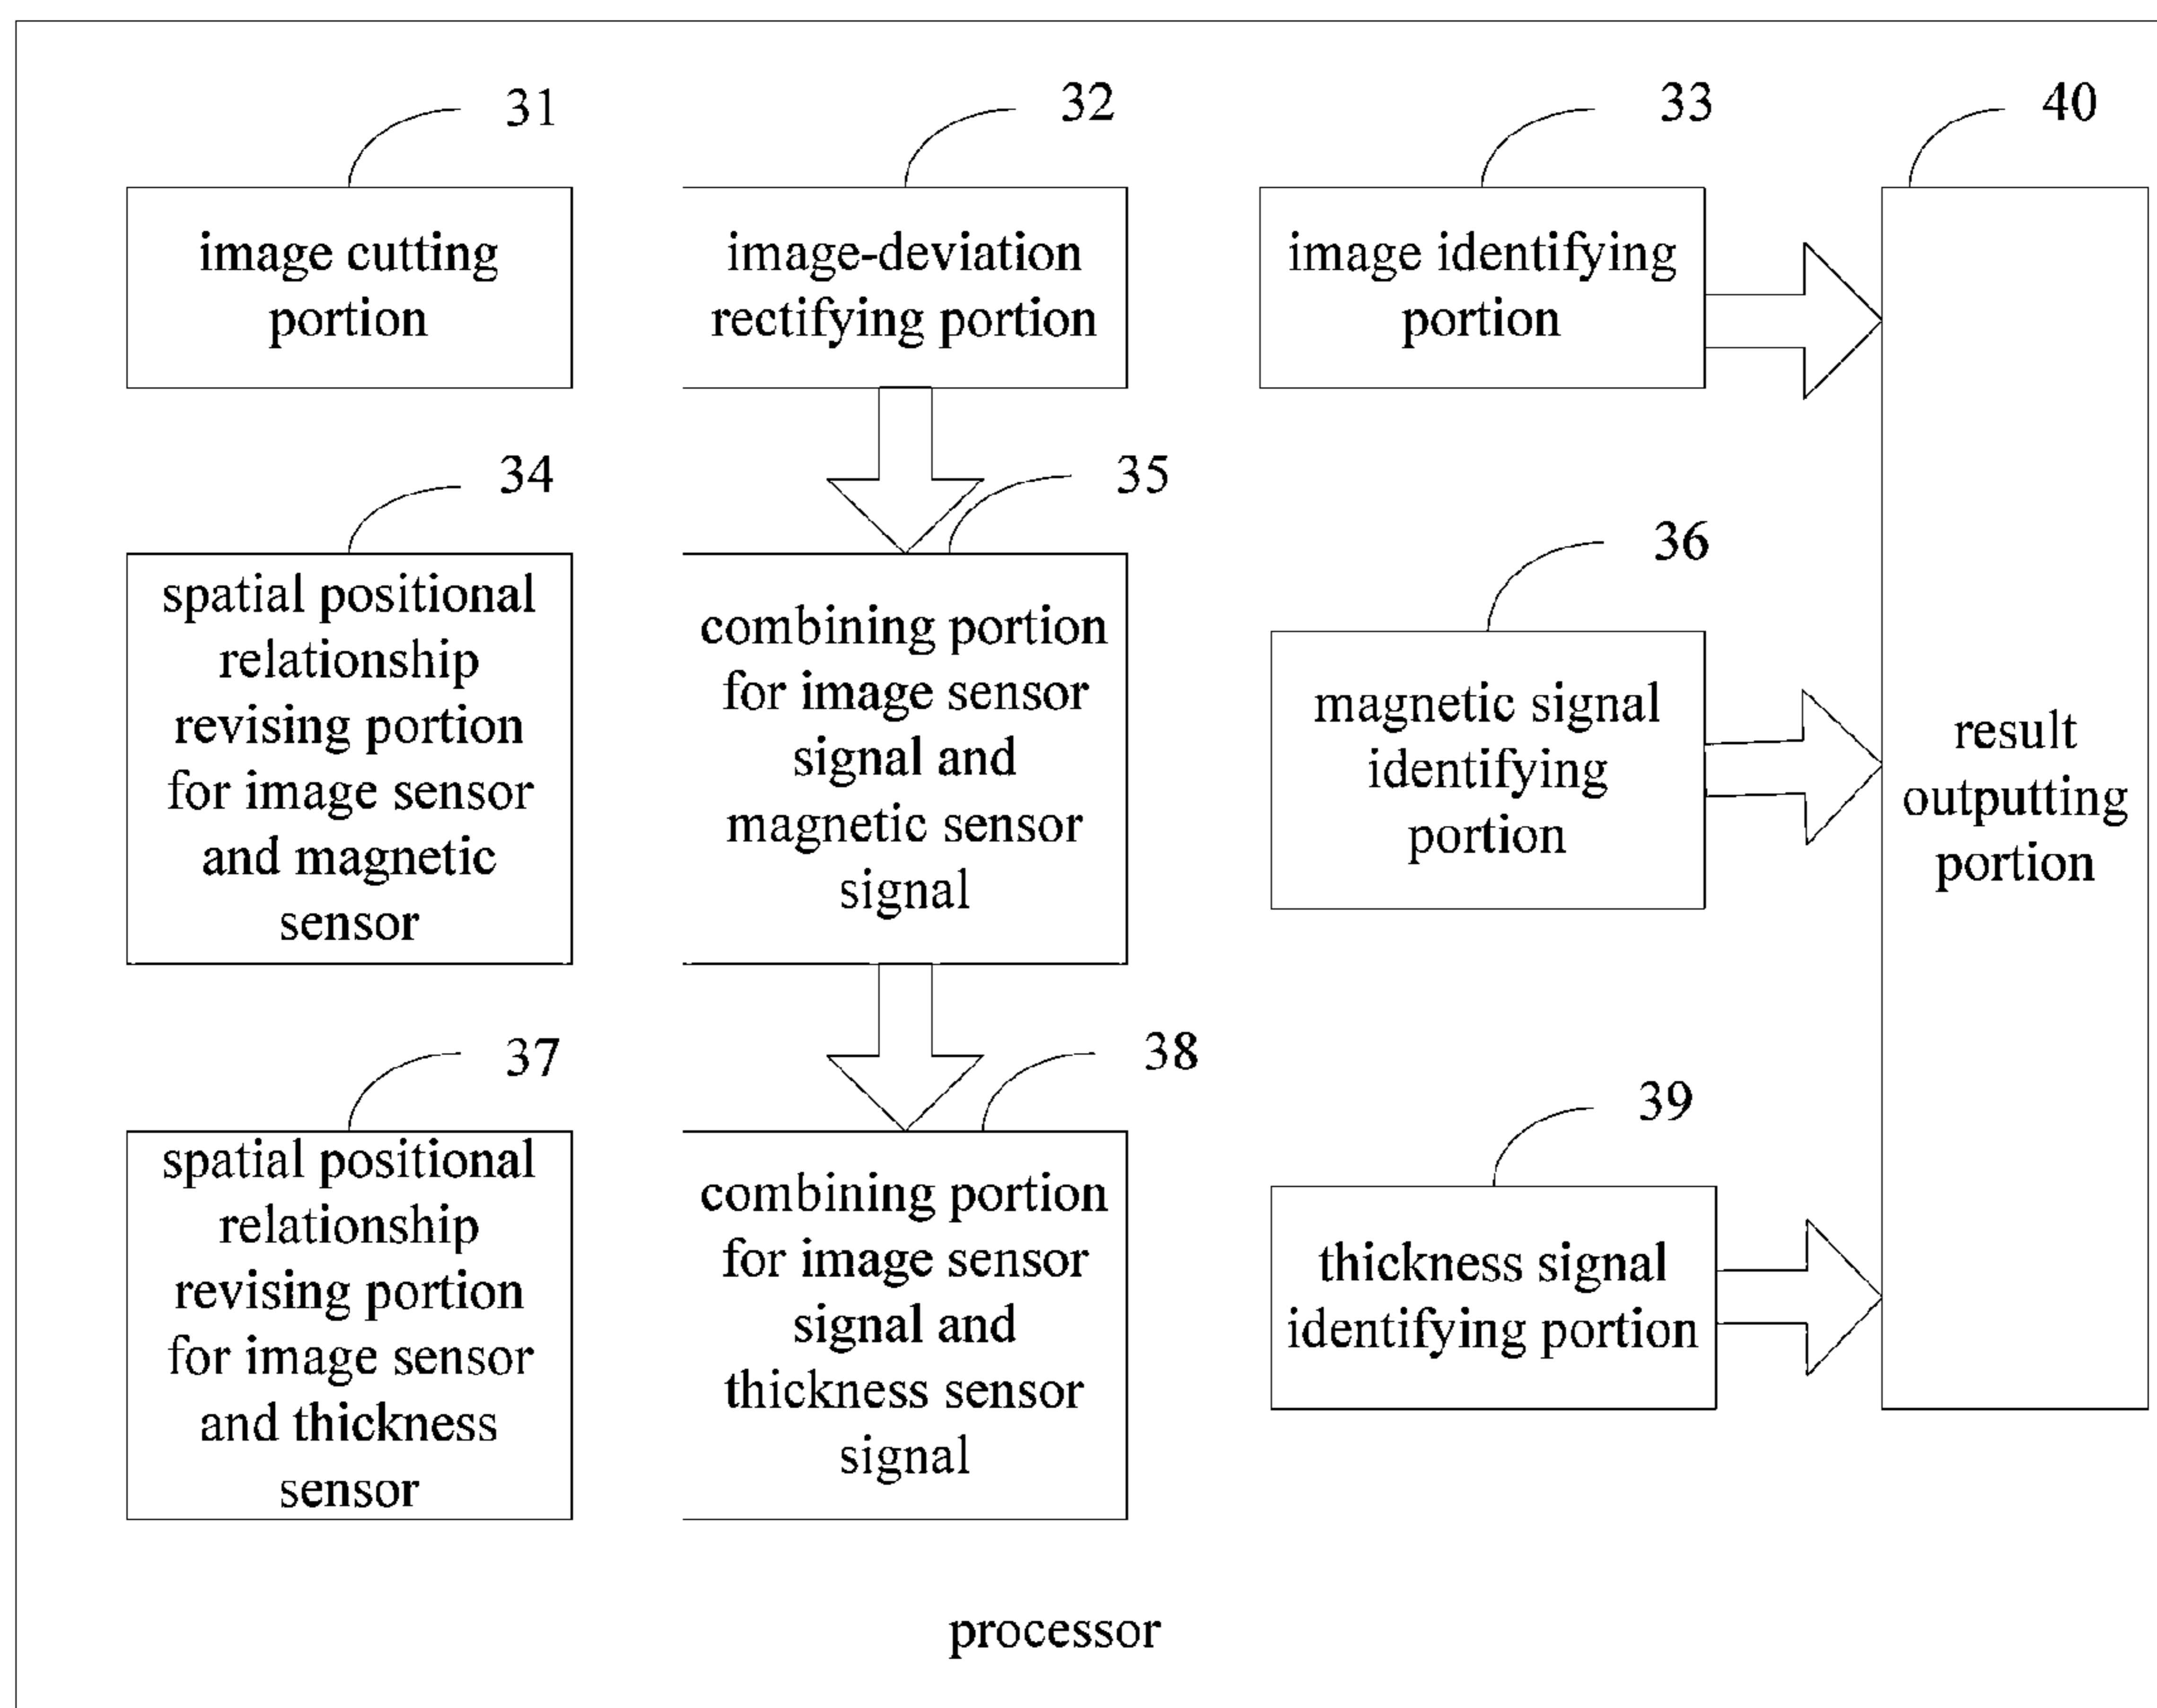 31
32
33
40
image cutting
portion
image-deviation
rectifying portion
image identifying
portion
34
35
36
spatial positional
relationship
revising portion
for image sensor
and magnetic
sensor
combining portion
for image sensor
signal and
magnetic sensor
signal
magnetic signal
identifying
portion
result
outputting
portion
37
38
39
spatial positional
relationship
revising portion
for image sensor
and thickness
sensor
combining portion
for image sensor
signal and
thickness sensor
signal
thickness signal
identifying portion
processor